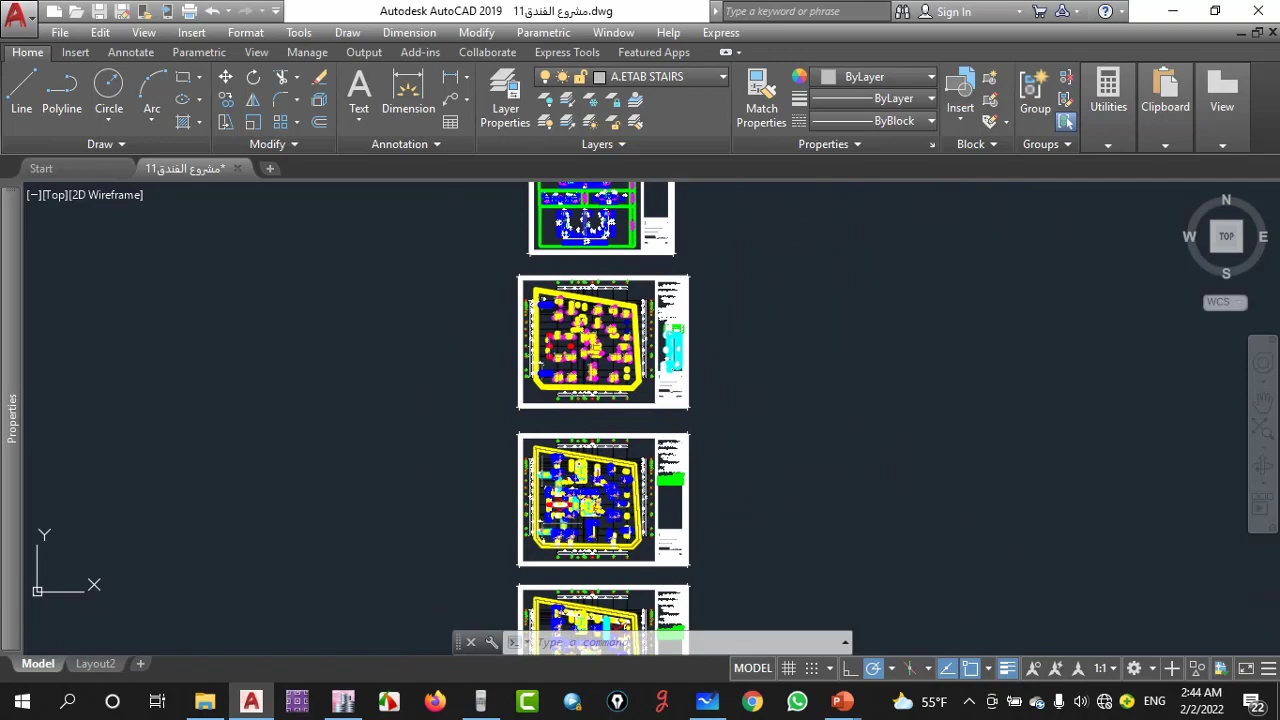 Autodesk AutoCAD 2019 مشروع الفندق11.dwg
Type a keyword or phrase
Sign In
File Edit View Insert Format Tools Draw Dimension Modify Parametric Window Help Express
Home Insert Annotate Parametric View Manage Output Add-ins Collaborate Express Tools Featured Apps
A.ETAB STAIRS
ByLayer
ByLayer
ByBlock
Line Polyline Circle Arc Text Dimension Layer Properties Match Properties Insert Group Utilities Clipboard View
Draw Modify Annotation Layers Properties Block Groups
Start
مشروع الفندق11*
[−][Top][2D Wireframe]
N
W TOP E
S
WCS
Properties
Y
X
Type a command
Model Layout2
MODEL 1:1
55°F ENG
2:44 AM
2/2/2022
22